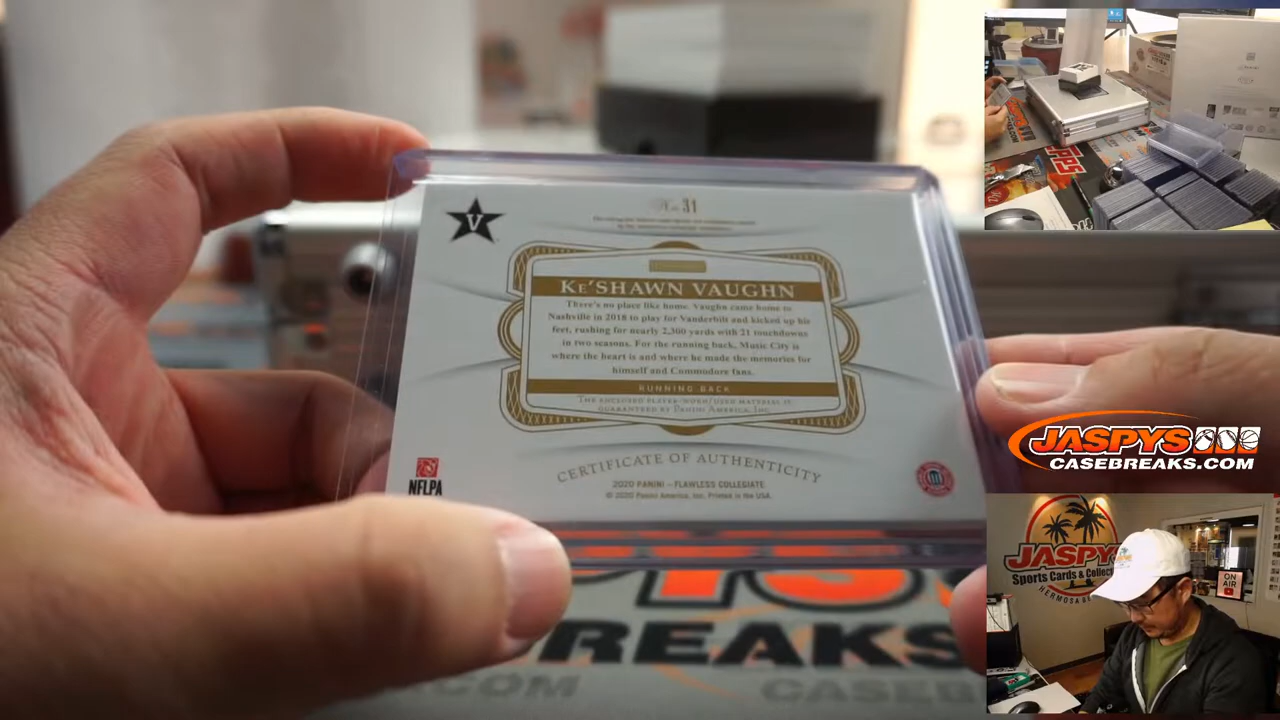 V
No. 31
KE'SHAWN VAUGHN
There's no place like home. Vaughn came home to
Nashville in 2018 to play for Vanderbilt and kicked up his
feet, rushing for nearly 2,300 yards with 21 touchdowns
in two seasons. For the running back, Music City is
where the heart is and where he made the memories for
himself and Commodore fans.
RUNNING BACK
THE ENCLOSED PLAYER-WORN/USED MATERIAL IS
GUARANTEED BY PANINI AMERICA, INC.
CERTIFICATE OF AUTHENTICITY
2020 PANINI - FLAWLESS COLLEGIATE
© 2020 Panini America, Inc. Printed in the USA.
NFLPA
REAKS
.COM
CASEB
JASPYS
CASEBREAKS.COM
JASPYS
Sports Cards & Collect
HERMOSA BE
ON
AIR